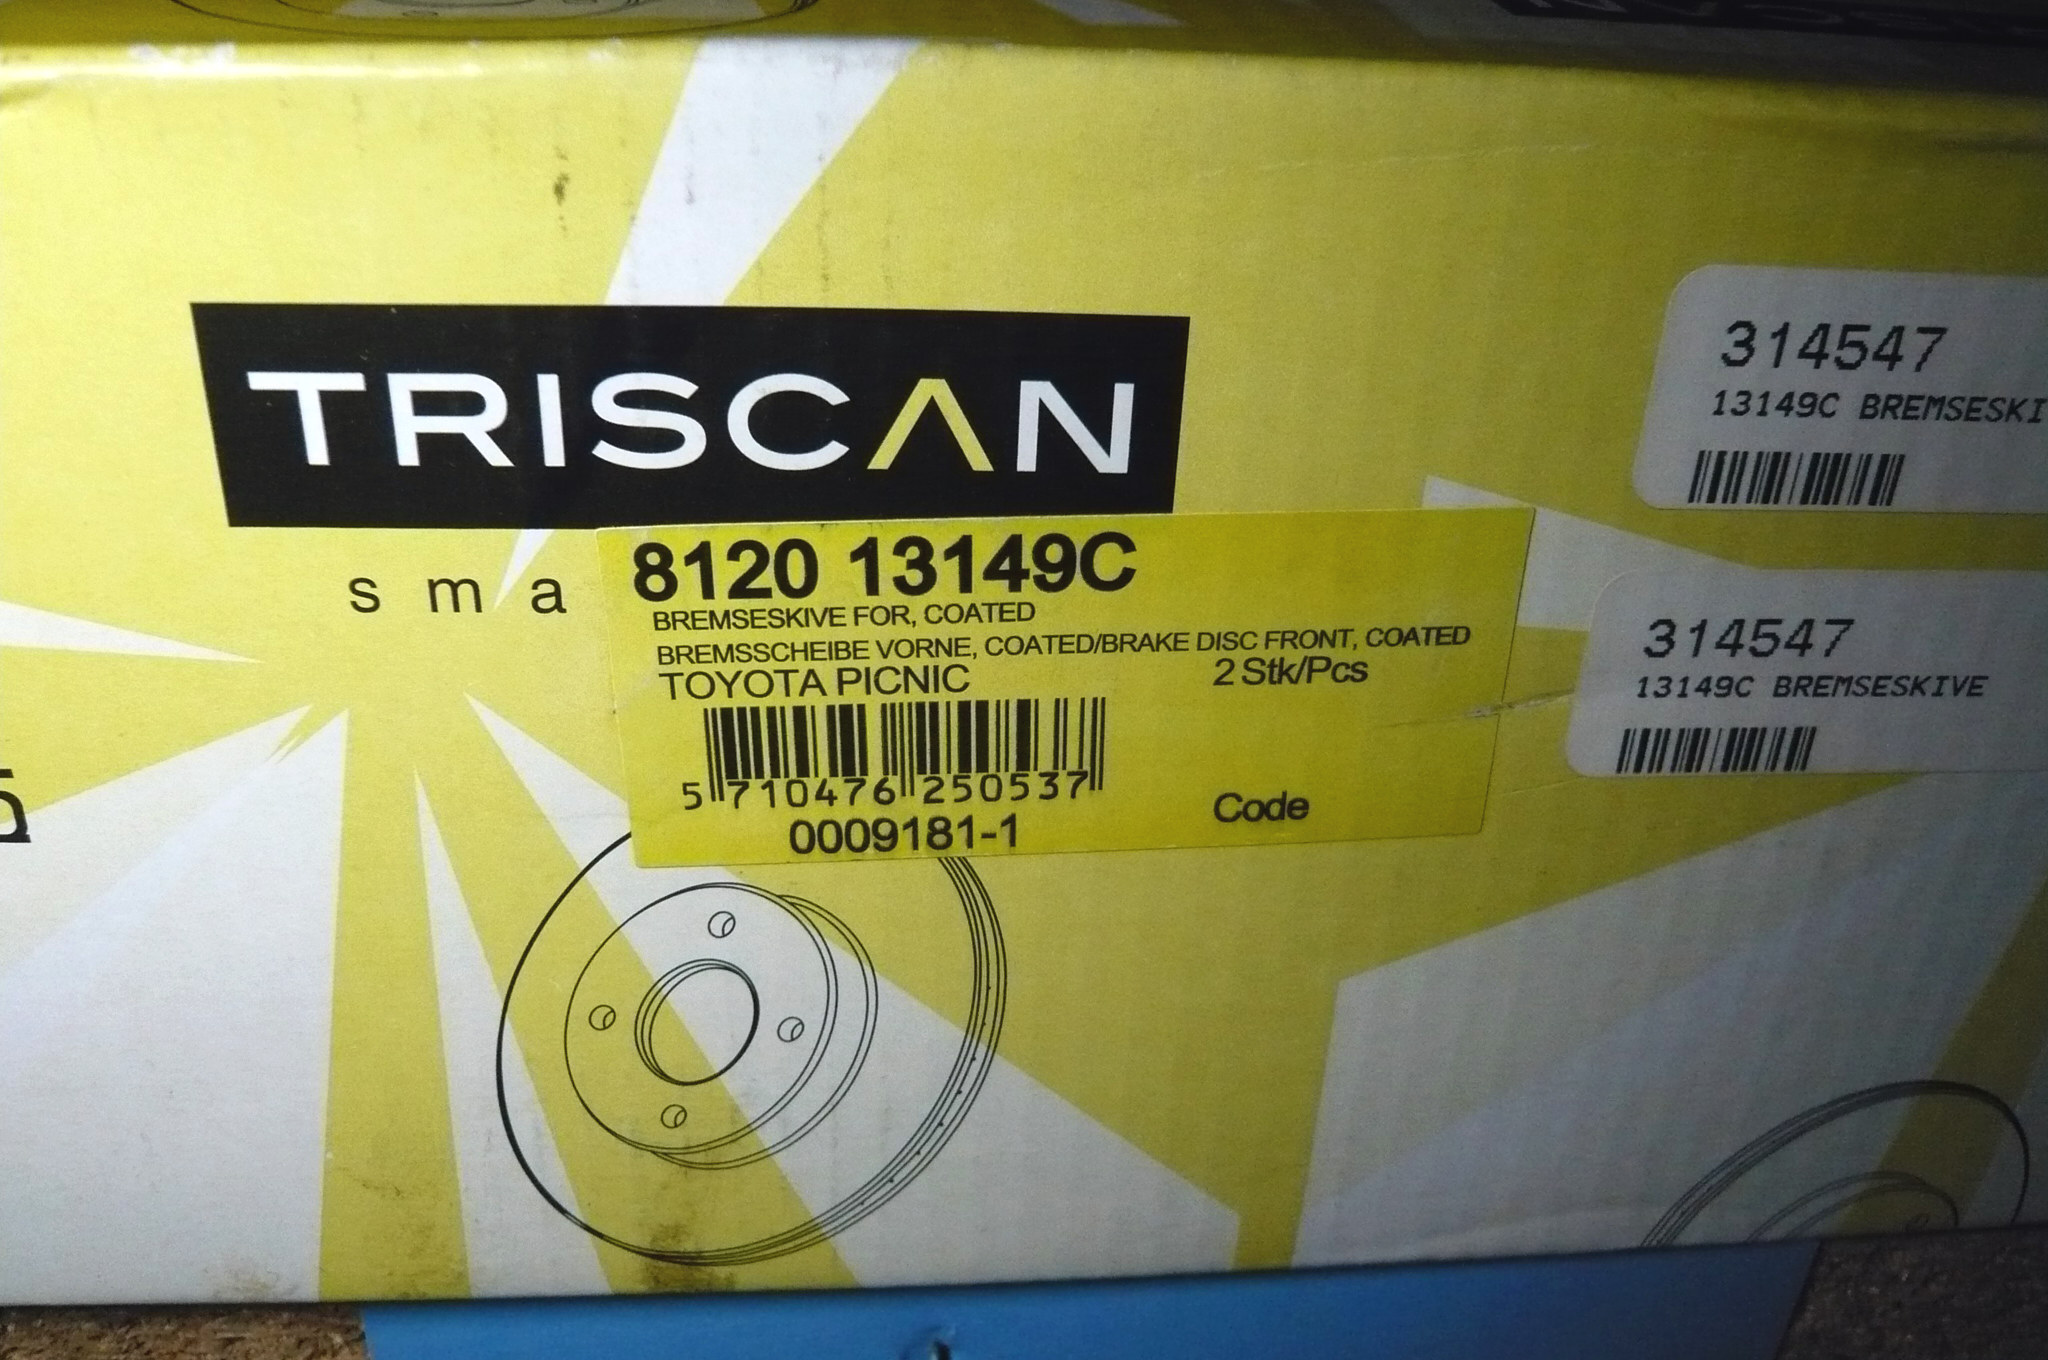 TRISCAN
sma
8120 13149C
BREMSESKIVE FOR, COATED
BREMSSCHEIBE VORNE, COATED/BRAKE DISC FRONT, COATED
TOYOTA PICNIC 2 Stk/Pcs
5 710476 250537
0009181-1
Code
314547
13149C BREMSESKI
314547
13149C BREMSESKIVE